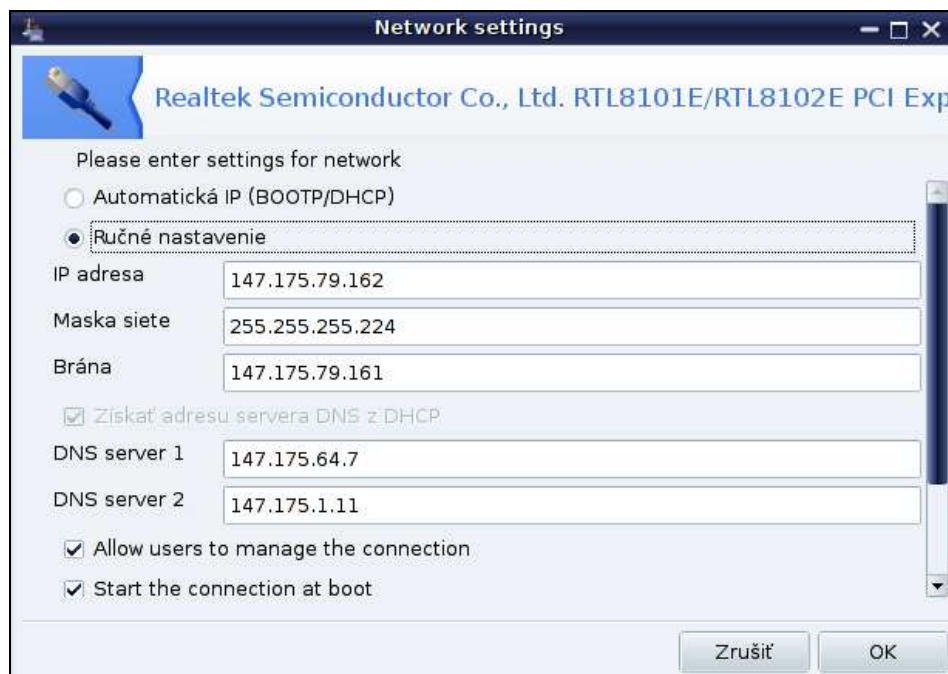 Network settings
Realtek Semiconductor Co., Ltd. RTL8101E/RTL8102E PCI Exp
Please enter settings for network
Automatická IP (BOOTP/DHCP)
Ručné nastavenie
IP adresa 147.175.79.162
Maska siete 255.255.255.224
Brána 147.175.79.161
Získať adresu servera DNS z DHCP
DNS server 1 147.175.64.7
DNS server 2 147.175.1.11
Allow users to manage the connection
Start the connection at boot
Zrušiť OK